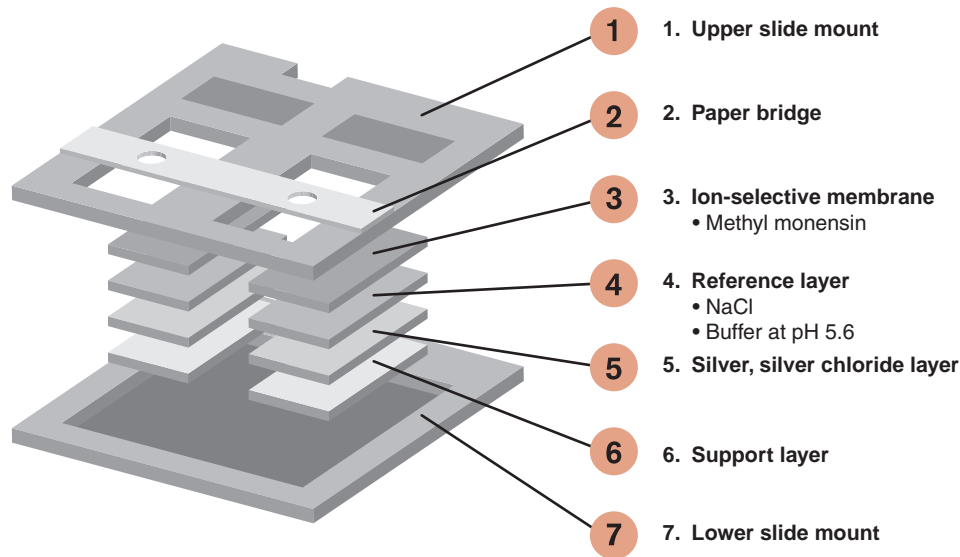 1
1. Upper slide mount
2
2. Paper bridge
3
3. Ion-selective membrane
• Methyl monensin
4
4. Reference layer
• NaCl
• Buffer at pH 5.6
5
5. Silver, silver chloride layer
6
6. Support layer
7
7. Lower slide mount